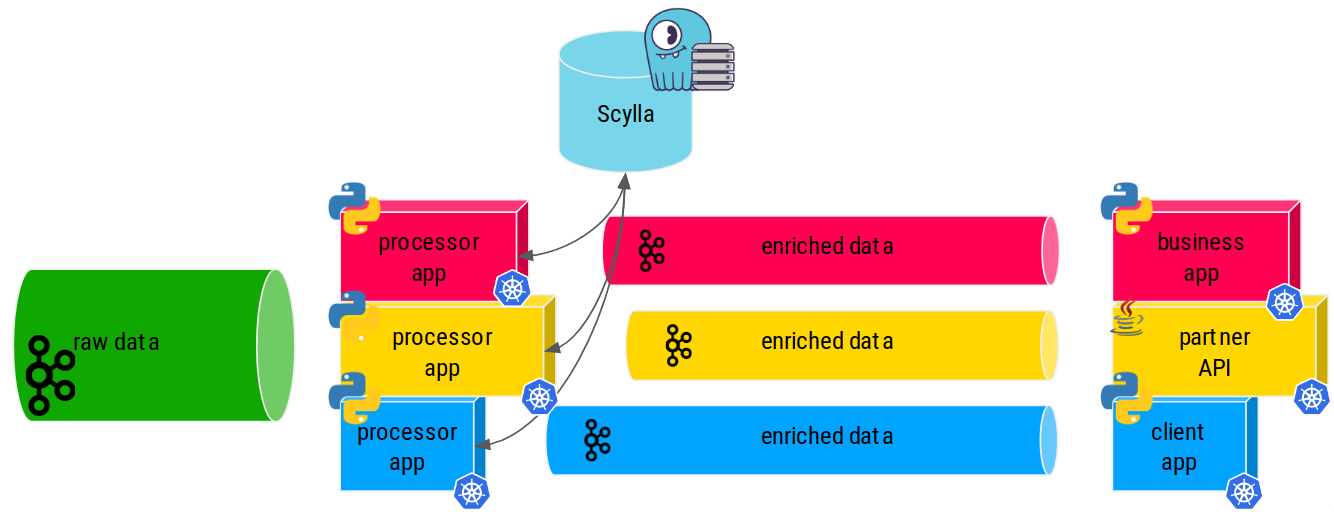 Scylla
raw data
processor
app
enriched data
business
app
processor
app
enriched data
partner
API
processor
app
enriched data
client
app